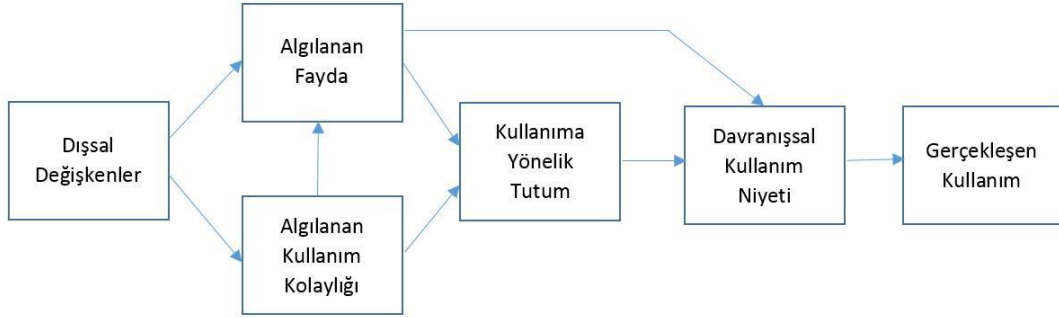 Dışsal
Değişkenler
Algılanan
Fayda
Algılanan
Kullanım
Kolaylığı
Kullanıma
Yönelik
Tutum
Davranışsal
Kullanım
Niyeti
Gerçekleşen
Kullanım